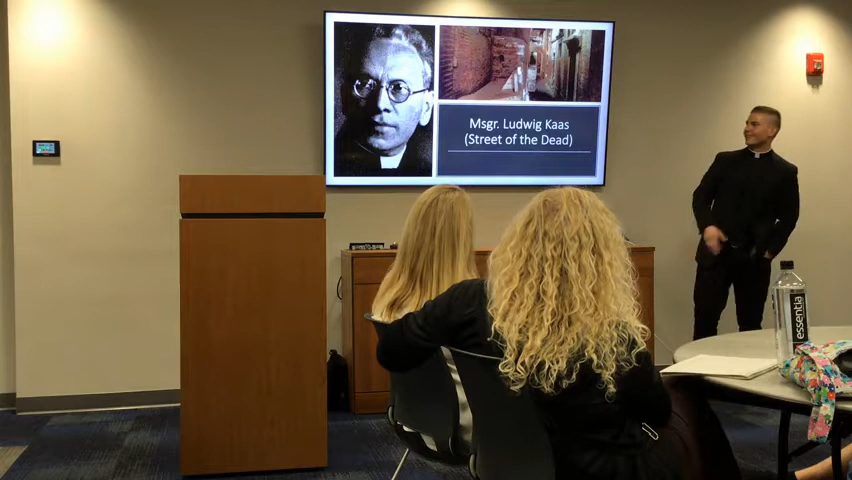 Msgr. Ludwig Kaas
(Street of the Dead)
essentia